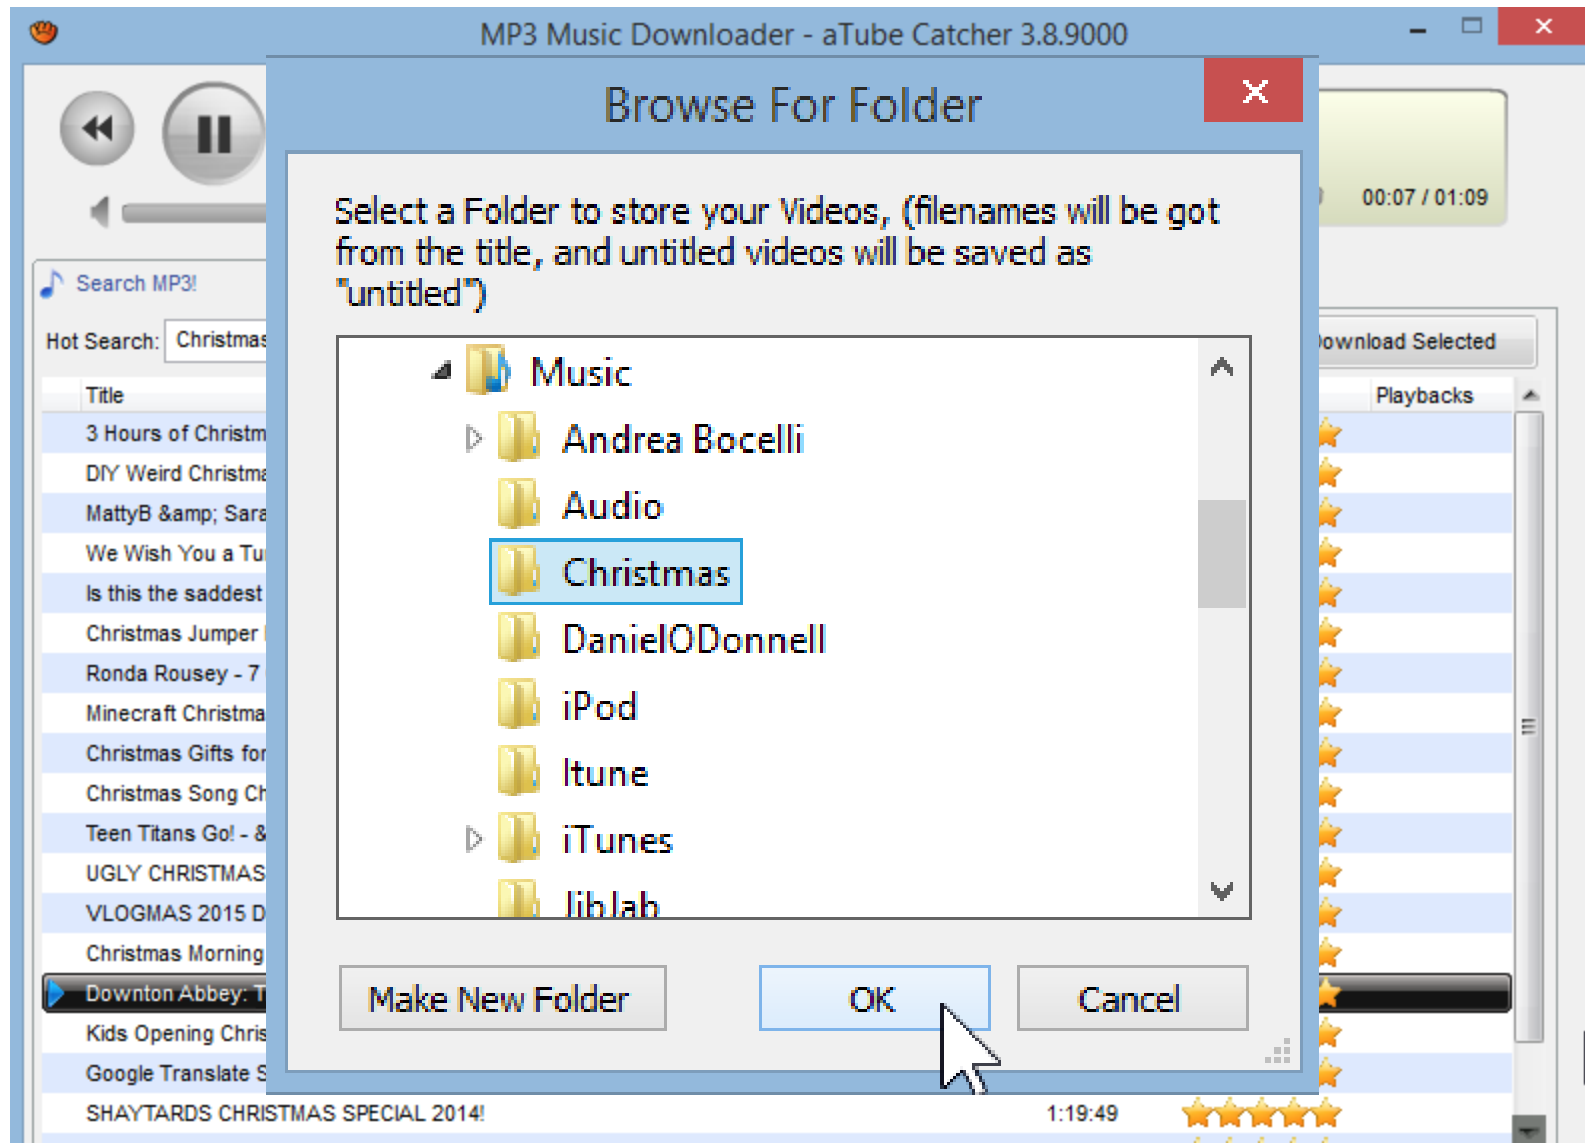 MP3 Music Downloader - aTube Catcher 3.8.9000
Browse For Folder
Select a Folder to store your Videos, (filenames will be got
from the title, and untitled videos will be saved as
"untitled")
00:07 / 01:09
Search MP3!
Hot Search: Christmas
Download Selected
Title
Playbacks
3 Hours of Christm
DIY Weird Christma
MattyB &amp; Sara
We Wish You a Tu
Is this the saddest
Christmas Jumper
Ronda Rousey - 7
Minecraft Christma
Christmas Gifts for
Christmas Song Ch
Teen Titans Go! - &
UGLY CHRISTMAS
VLOGMAS 2015 D
Christmas Morning
Downton Abbey: T
Kids Opening Chris
Google Translate S
SHAYTARDS CHRISTMAS SPECIAL 2014! 1:19:49
Music
Andrea Bocelli
Audio
Christmas
DanielODonnell
iPod
Itune
iTunes
JibJab
Make New Folder
OK
Cancel